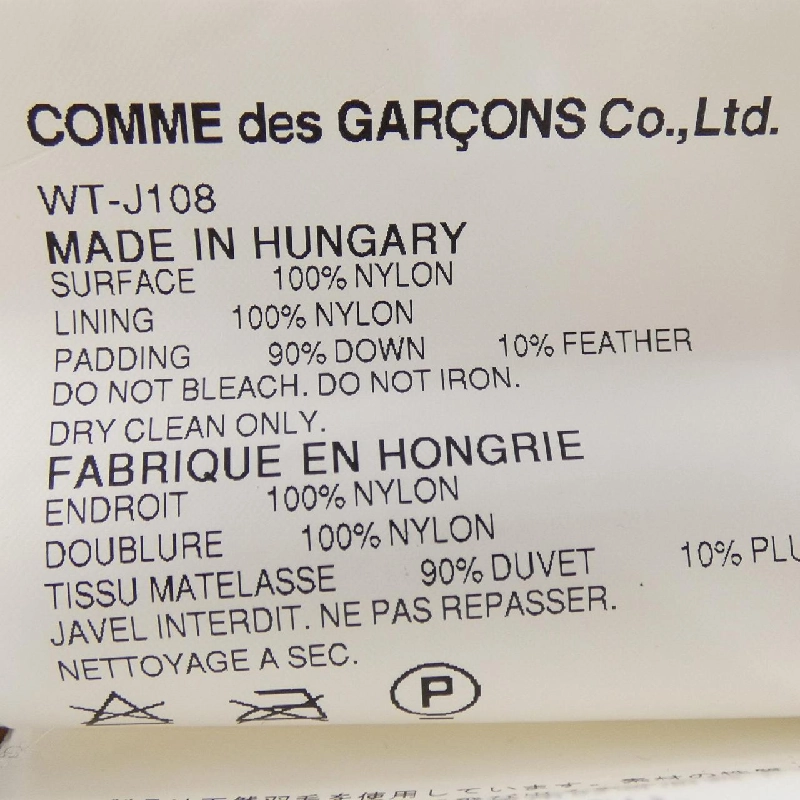 COMME des GARÇONS Co.,Ltd.
WT-J108
MADE IN HUNGARY
SURFACE 100% NYLON
LINING 100% NYLON
PADDING 90% DOWN 10% FEATHER
DO NOT BLEACH. DO NOT IRON.
DRY CLEAN ONLY.
FABRIQUE EN HONGRIE
ENDROIT 100% NYLON
DOUBLURE 100% NYLON
TISSU MATELASSE 90% DUVET 10% PLU
JAVEL INTERDIT. NE PAS REPASSER.
NETTOYAGE A SEC.
P